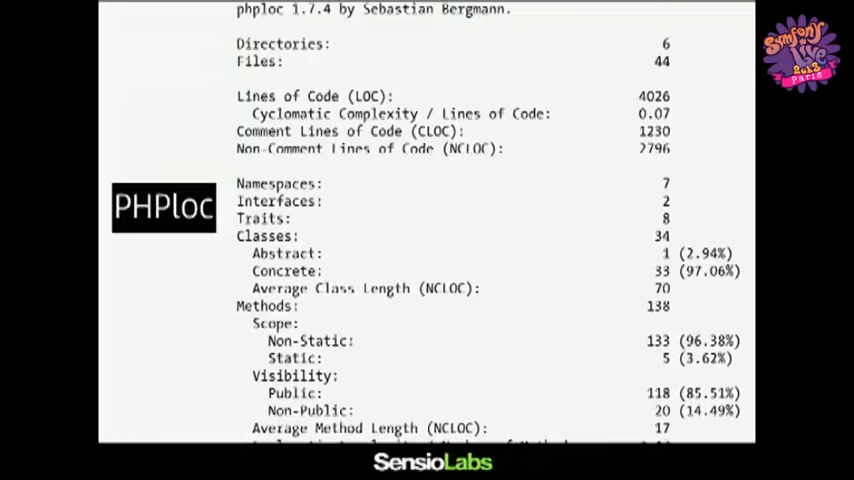 phploc 1.7.4 by Sebastian Bergmann.
Directories: 6
Files: 44
Lines of Code (LOC): 4026
Cyclomatic Complexity / Lines of Code: 0.07
Comment Lines of Code (CLOC): 1230
Non-Comment Lines of Code (NCLOC): 2796
PHPloc
Namespaces: 7
Interfaces: 2
Traits: 8
Classes: 34
Abstract: 1 (2.94%)
Concrete: 33 (97.06%)
Average Class Length (NCLOC): 70
Methods: 138
Scope:
Non-Static: 133 (96.38%)
Static: 5 (3.62%)
Visibility:
Public: 118 (85.51%)
Non-Public: 20 (14.49%)
Average Method Length (NCLOC): 17
Symfony
Live
2013
Paris
SensioLabs